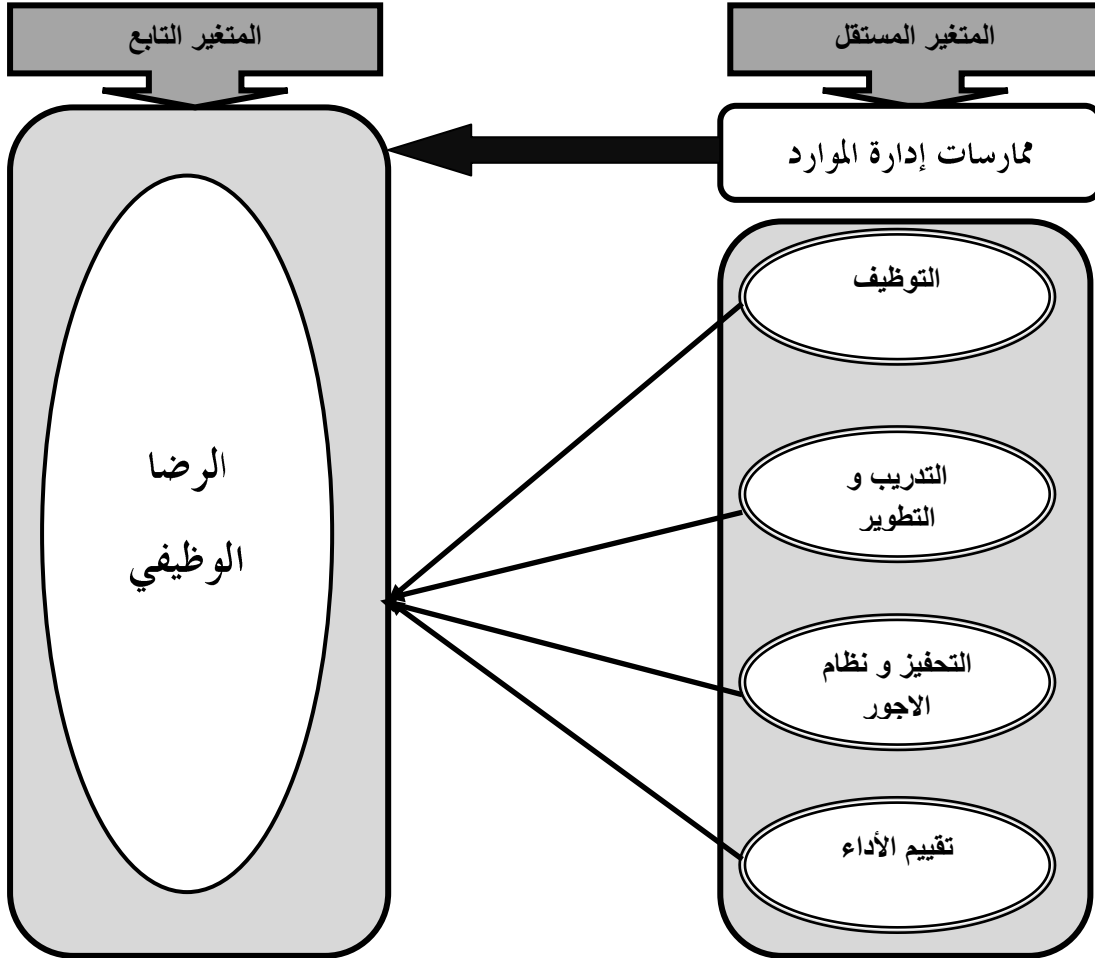 المتغير المستقل
المتغير التابع
ممارسات إدارة الموارد
التوظيف
التدريب و
التطوير
التحفيز و نظام
الاجور
تقييم الأداء
الرضا
الوظيفي